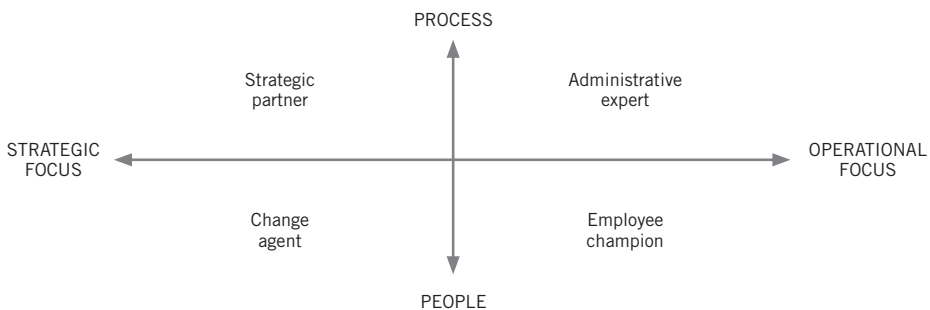 PROCESS
Strategic
partner
Administrative
expert
STRATEGIC
FOCUS
OPERATIONAL
FOCUS
Change
agent
Employee
champion
PEOPLE